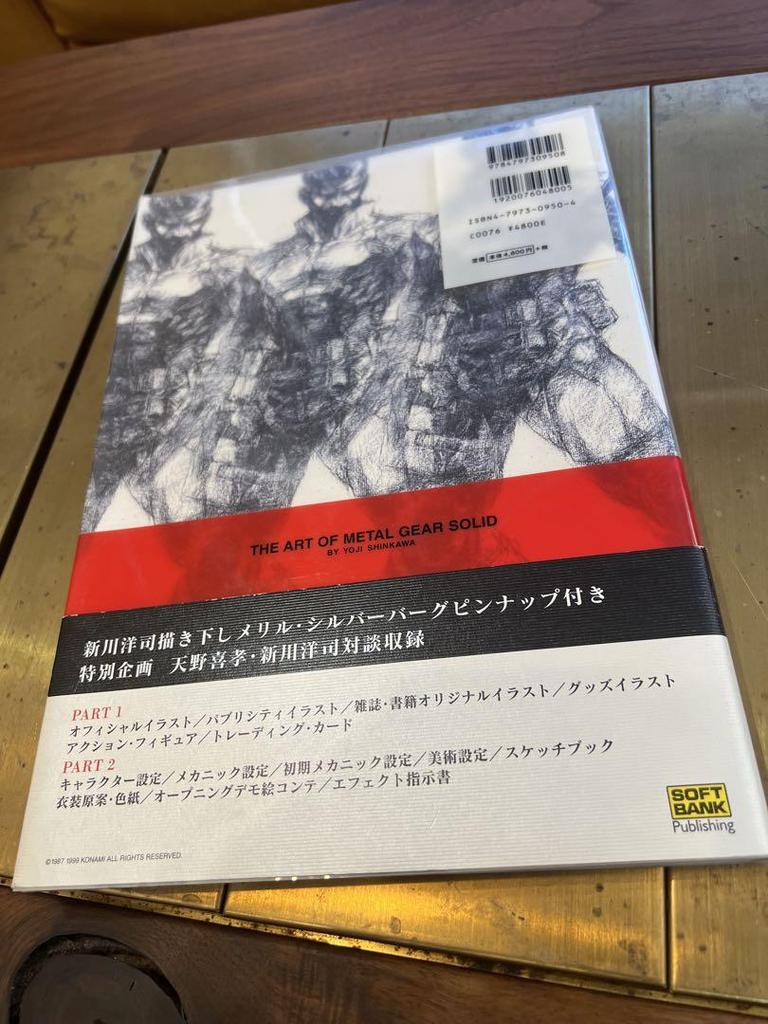 9784797309508
1920076048005
ISBN4-7973-0950-4
C0076 ¥4800E
定価 本体4,800円 +税
THE ART OF METAL GEAR SOLID
BY YOJI SHINKAWA
新川洋司描き下しメリル・シルバーバーグピンナップ付き
特別企画 天野喜孝・新川洋司対談収録
PART 1
オフィシャルイラスト／パブリシティイラスト／雑誌・書籍オリジナルイラスト／グッズイラスト
アクション・フィギュア／トレーディング・カード
PART 2
キャラクター設定／メカニック設定／初期メカニック設定／美術設定／スケッチブック
衣装原案・色紙／オープニングデモ絵コンテ／エフェクト指示書
SOFT
BANK
Publishing
©1987 1999 KONAMI ALL RIGHTS RESERVED.